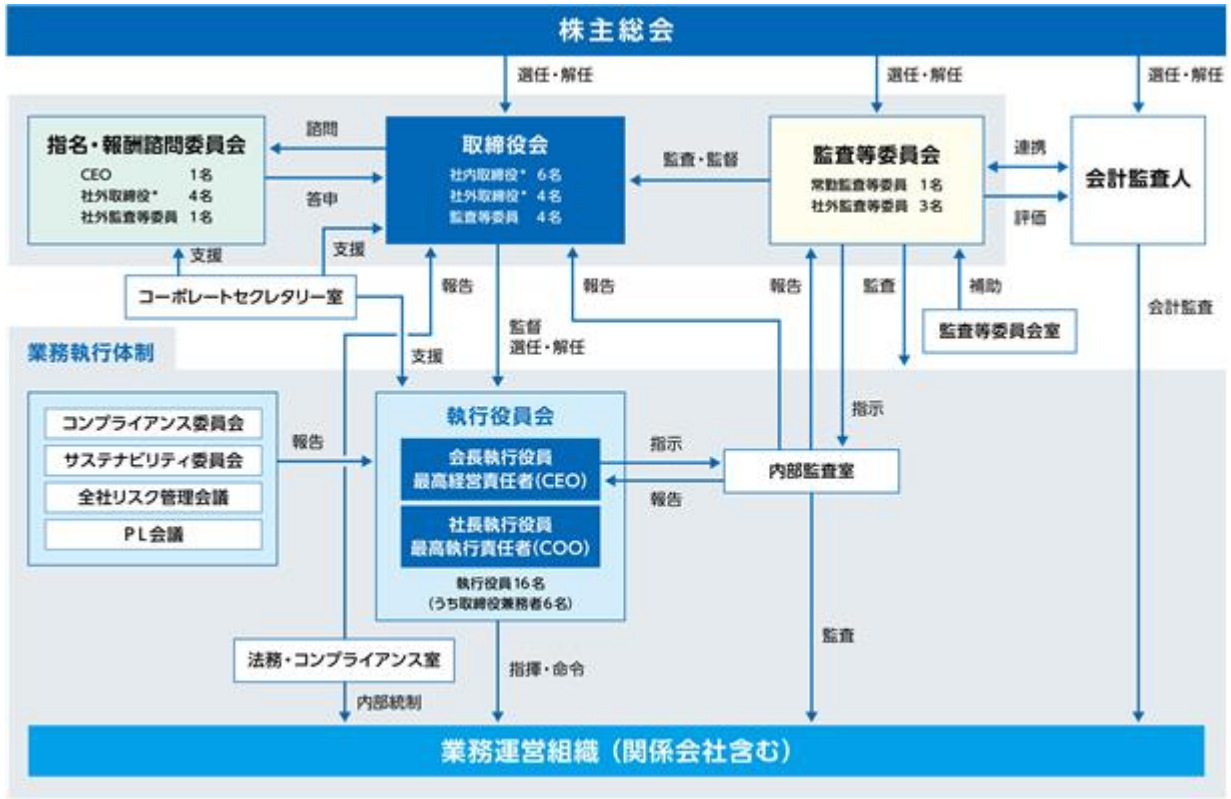 株主総会
選任・解任
選任・解任
選任・解任
指名・報酬諮問委員会
CEO 1名
社外取締役* 4名
社外監査等委員 1名
諮問
答申
取締役会
社内取締役* 6名
社外取締役* 4名
監査等委員 4名
監査・監督
監査等委員会
常勤監査等委員 1名
社外監査等委員 3名
連携
評価
会計監査人
支援
支援
コーポレートセクレタリー室
報告
報告
報告
監査
補助
監査等委員会室
会計監査
監督
選任・解任
支援
業務執行体制
コンプライアンス委員会
サステナビリティ委員会
全社リスク管理会議
PL会議
報告
執行役員会
会長執行役員
最高経営責任者(CEO)
社長執行役員
最高執行責任者(COO)
執行役員16名
(うち取締役兼務者6名)
指示
報告
指示
内部監査室
法務・コンプライアンス室
内部統制
指揮・命令
監査
業務運営組織（関係会社含む）